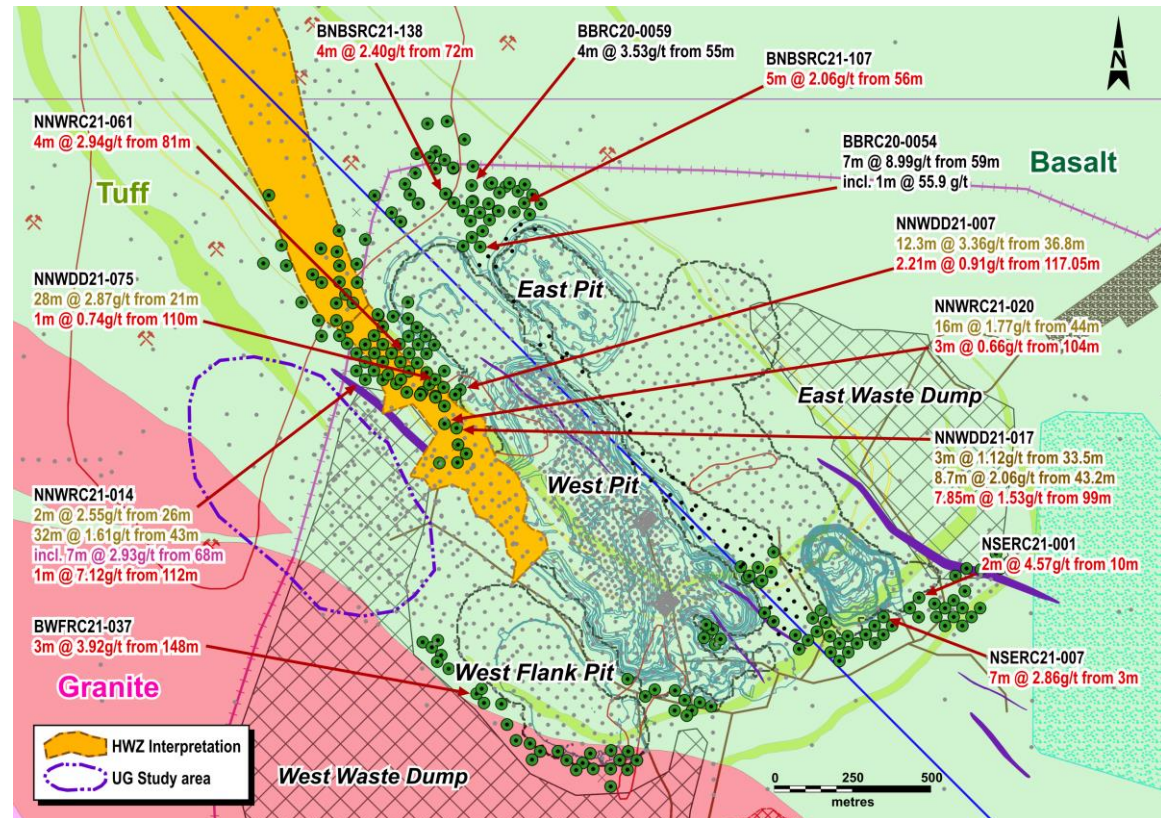 BNBSRC21-138
4m @ 2.40g/t from 72m
BBRC20-0059
4m @ 3.53g/t from 55m
BNBSRC21-107
5m @ 2.06g/t from 56m
N
NNWRC21-061
4m @ 2.94g/t from 81m
BBRC20-0054
7m @ 8.99g/t from 59m
incl. 1m @ 55.9 g/t
Tuff
Basalt
NNWDD21-007
12.3m @ 3.36g/t from 36.8m
2.21m @ 0.91g/t from 117.05m
NNWDD21-075
28m @ 2.87g/t from 21m
1m @ 0.74g/t from 110m
East Pit
NNWRC21-020
16m @ 1.77g/t from 44m
3m @ 0.66g/t from 104m
East Waste Dump
NNWDD21-017
3m @ 1.12g/t from 33.5m
8.7m @ 2.06g/t from 43.2m
7.85m @ 1.53g/t from 99m
West Pit
NNWRC21-014
2m @ 2.55g/t from 26m
32m @ 1.61g/t from 43m
incl. 7m @ 2.93g/t from 68m
1m @ 7.12g/t from 112m
NSERC21-001
2m @ 4.57g/t from 10m
BWFRC21-037
3m @ 3.92g/t from 148m
NSERC21-007
7m @ 2.86g/t from 3m
West Flank Pit
Granite
HWZ Interpretation
UG Study area
West Waste Dump
0 250 500
metres